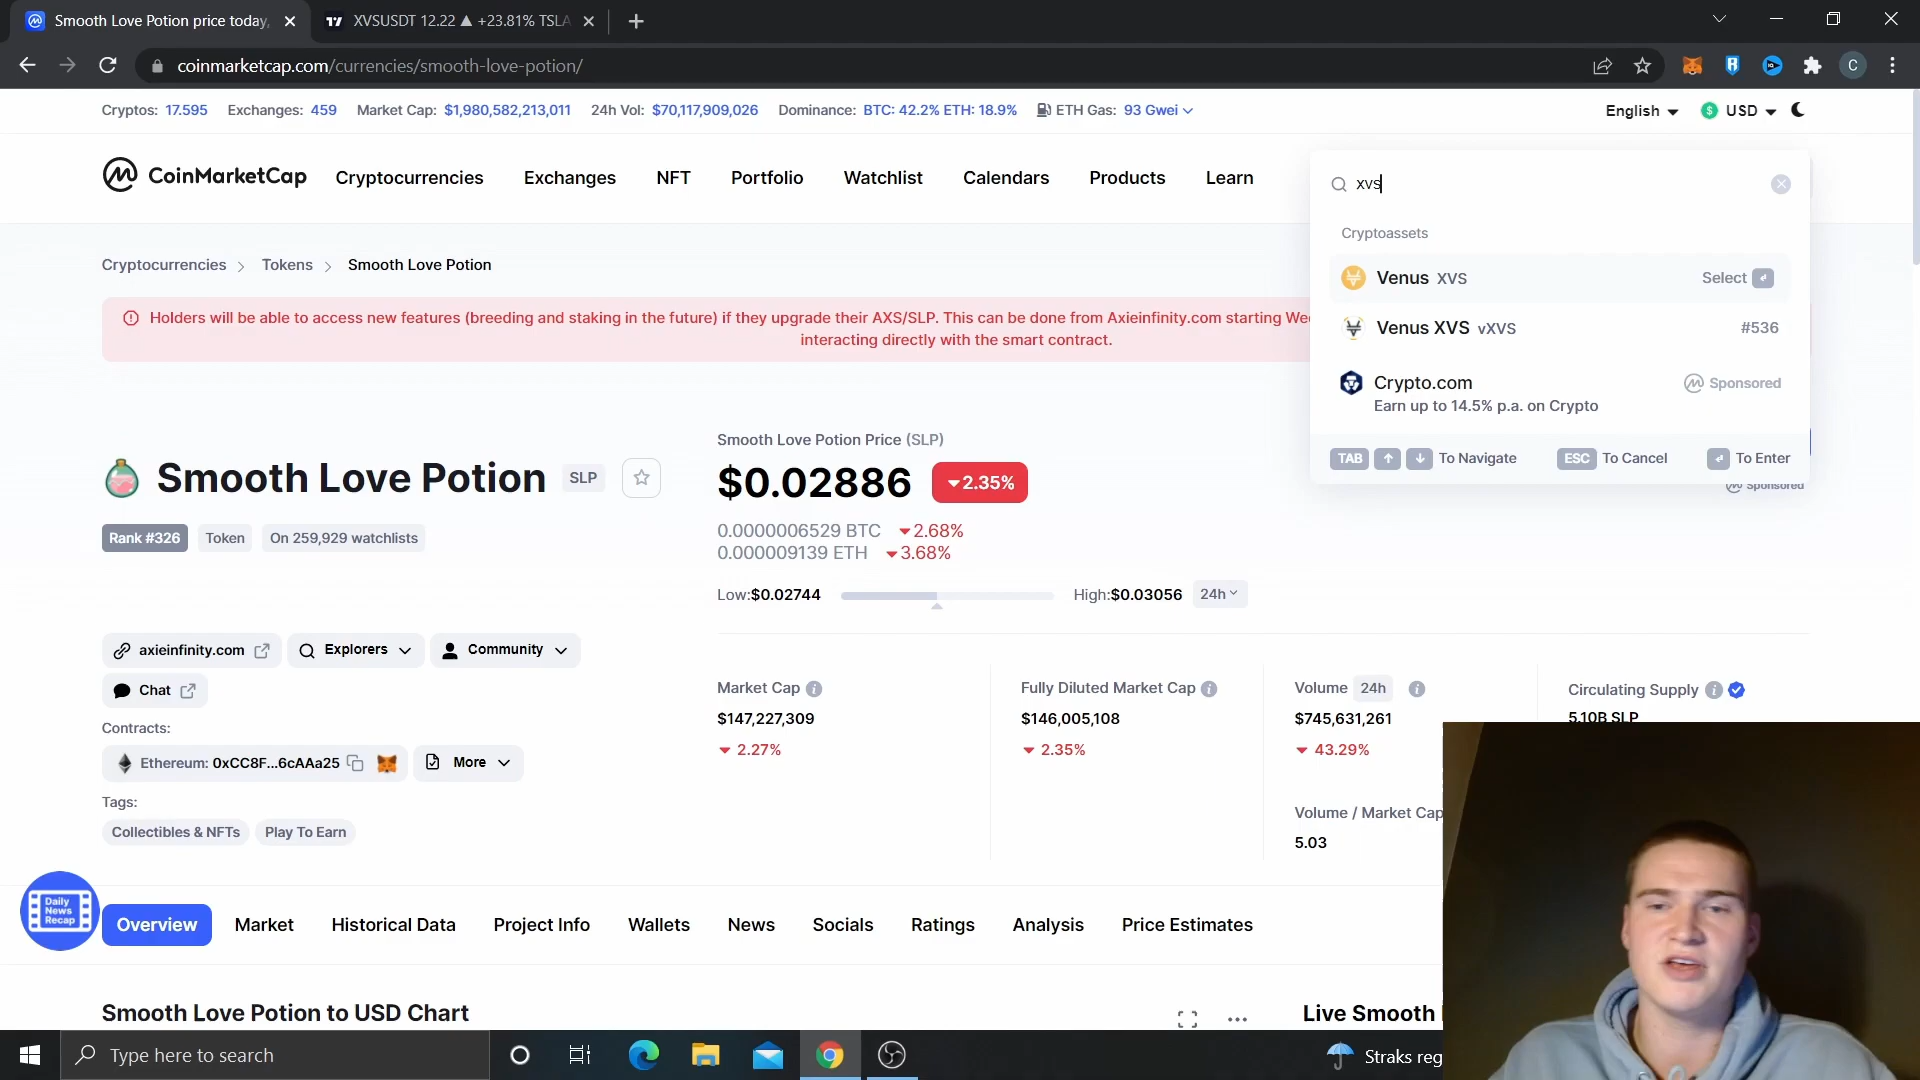 Smooth Love Potion price today,
XVSUSDT 12.22 ▲ +23.81% TSLA
coinmarketcap.com/currencies/smooth-love-potion/
C
Cryptos: 17.595 Exchanges: 459 Market Cap: $1,980,582,213,011 24h Vol: $70,117,909,026 Dominance: BTC: 42.2% ETH: 18.9% ETH Gas: 93 Gwei
English USD
CoinMarketCap Cryptocurrencies Exchanges NFT Portfolio Watchlist Calendars Products Learn
xvs
Cryptoassets
Venus XVS Select
Venus XVS vXVS #536
Crypto.com Sponsored
Earn up to 14.5% p.a. on Crypto
TAB ↑ ↓ To Navigate ESC To Cancel To Enter
Sponsored
Cryptocurrencies > Tokens > Smooth Love Potion
Holders will be able to access new features (breeding and staking in the future) if they upgrade their AXS/SLP. This can be done from Axieinfinity.com starting We
interacting directly with the smart contract.
Smooth Love Potion SLP
Rank #326 Token On 259,929 watchlists
Smooth Love Potion Price (SLP)
$0.02886 2.35%
0.0000006529 BTC 2.68%
0.000009139 ETH 3.68%
Low:$0.02744 High:$0.03056 24h
axieinfinity.com Explorers Community
Chat
Contracts:
Ethereum: 0xCC8F...6cAAa25 More
Tags:
Collectibles & NFTs Play To Earn
Market Cap
$147,227,309
2.27%
Fully Diluted Market Cap
$146,005,108
2.35%
Volume 24h
$745,631,261
43.29%
Volume / Market Cap
5.03
Circulating Supply
5.10B SLP
Daily
News
Recap
Overview Market Historical Data Project Info Wallets News Socials Ratings Analysis Price Estimates
Smooth Love Potion to USD Chart
Live Smooth
Type here to search
Straks reg